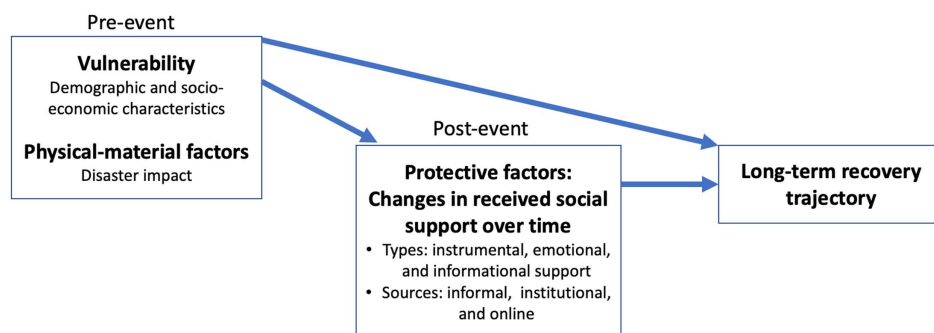 Pre-event
Vulnerability
Demographic and socio-
economic characteristics
Physical-material factors
Disaster impact
Post-event
Protective factors:
Changes in received social
support over time
• Types: instrumental, emotional,
and informational support
• Sources: informal, institutional,
and online
Long-term recovery
trajectory